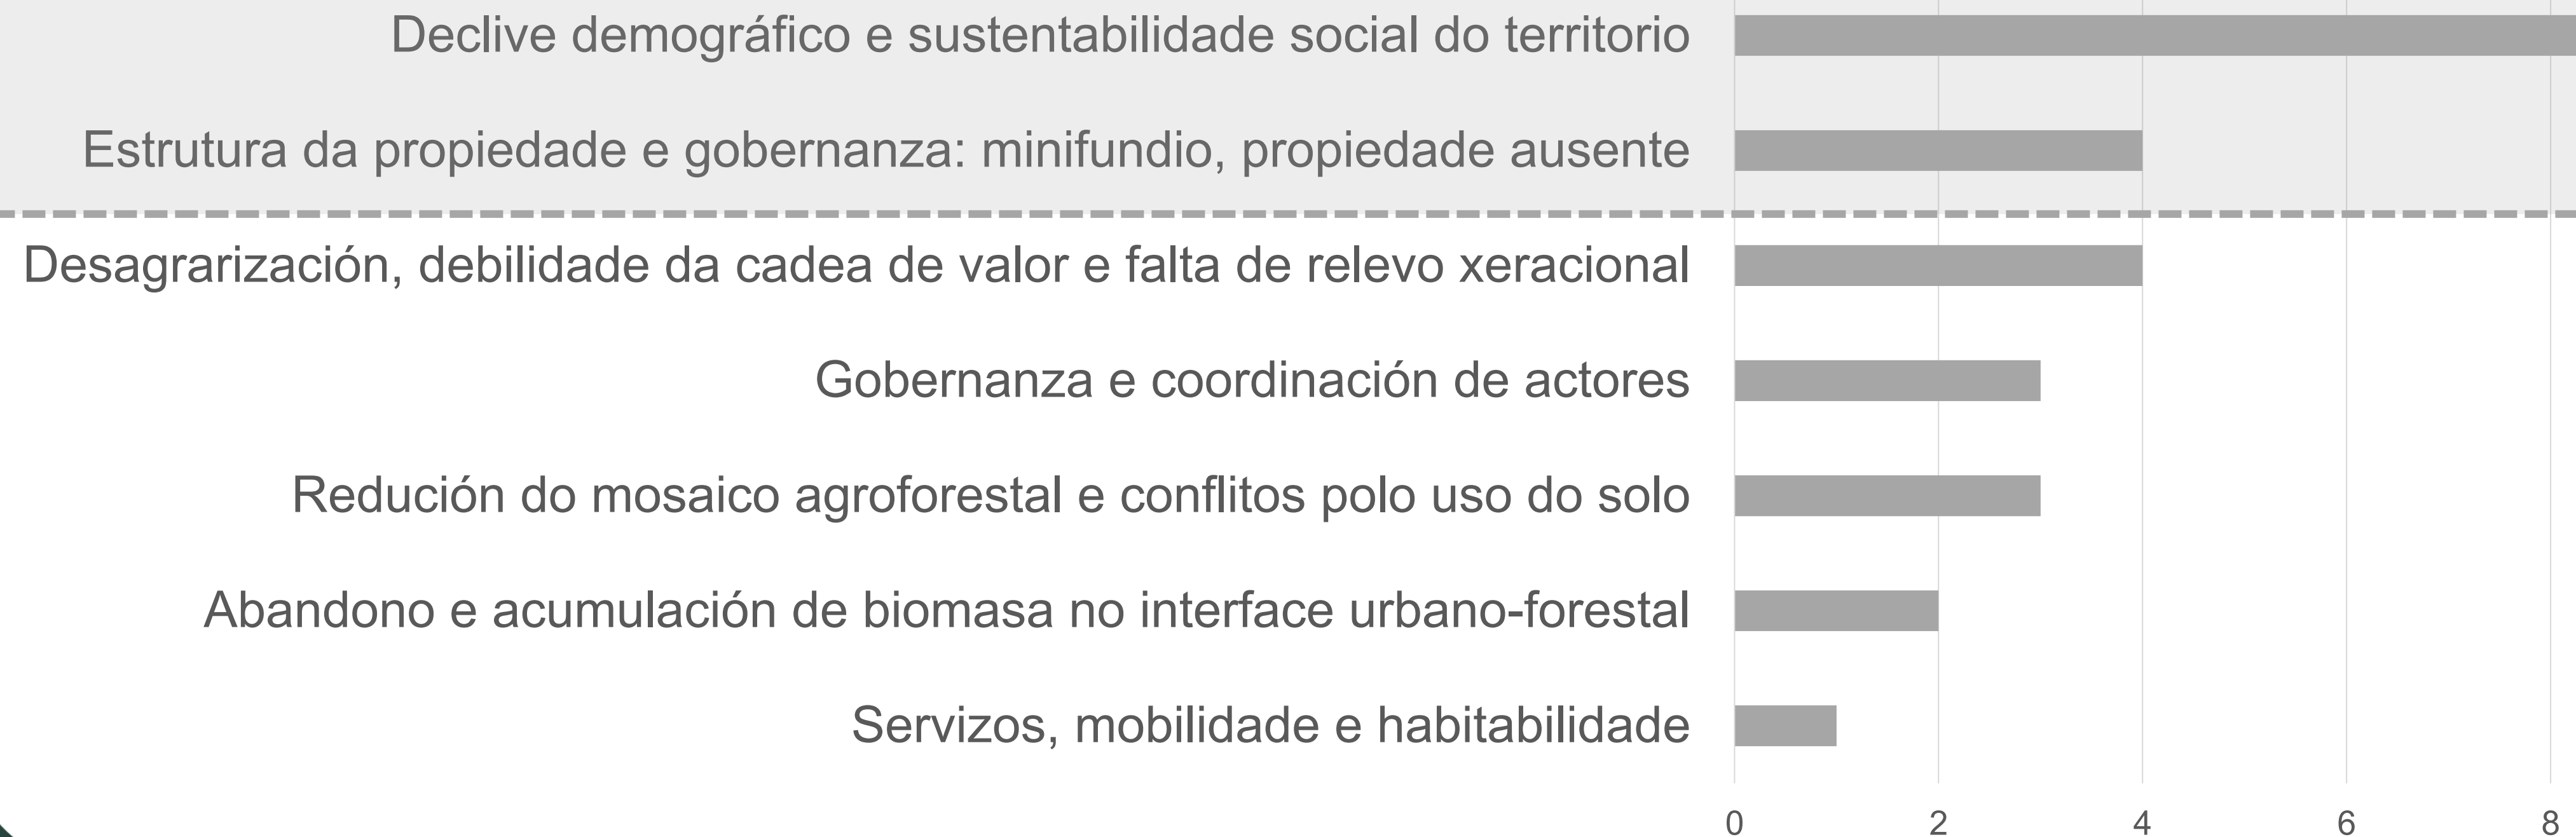 Declive demográfico e sustentabilidade social do territorio
Estrutura da propiedade e gobernanza: minifundio, propiedade ausente
Desagrarización, debilidade da cadea de valor e falta de relevo xeracional
Gobernanza e coordinación de actores
Redución do mosaico agroforestal e conflitos polo uso do solo
Abandono e acumulación de biomasa no interface urbano-forestal
Servizos, mobilidade e habitabilidade
0 2 4 6 8